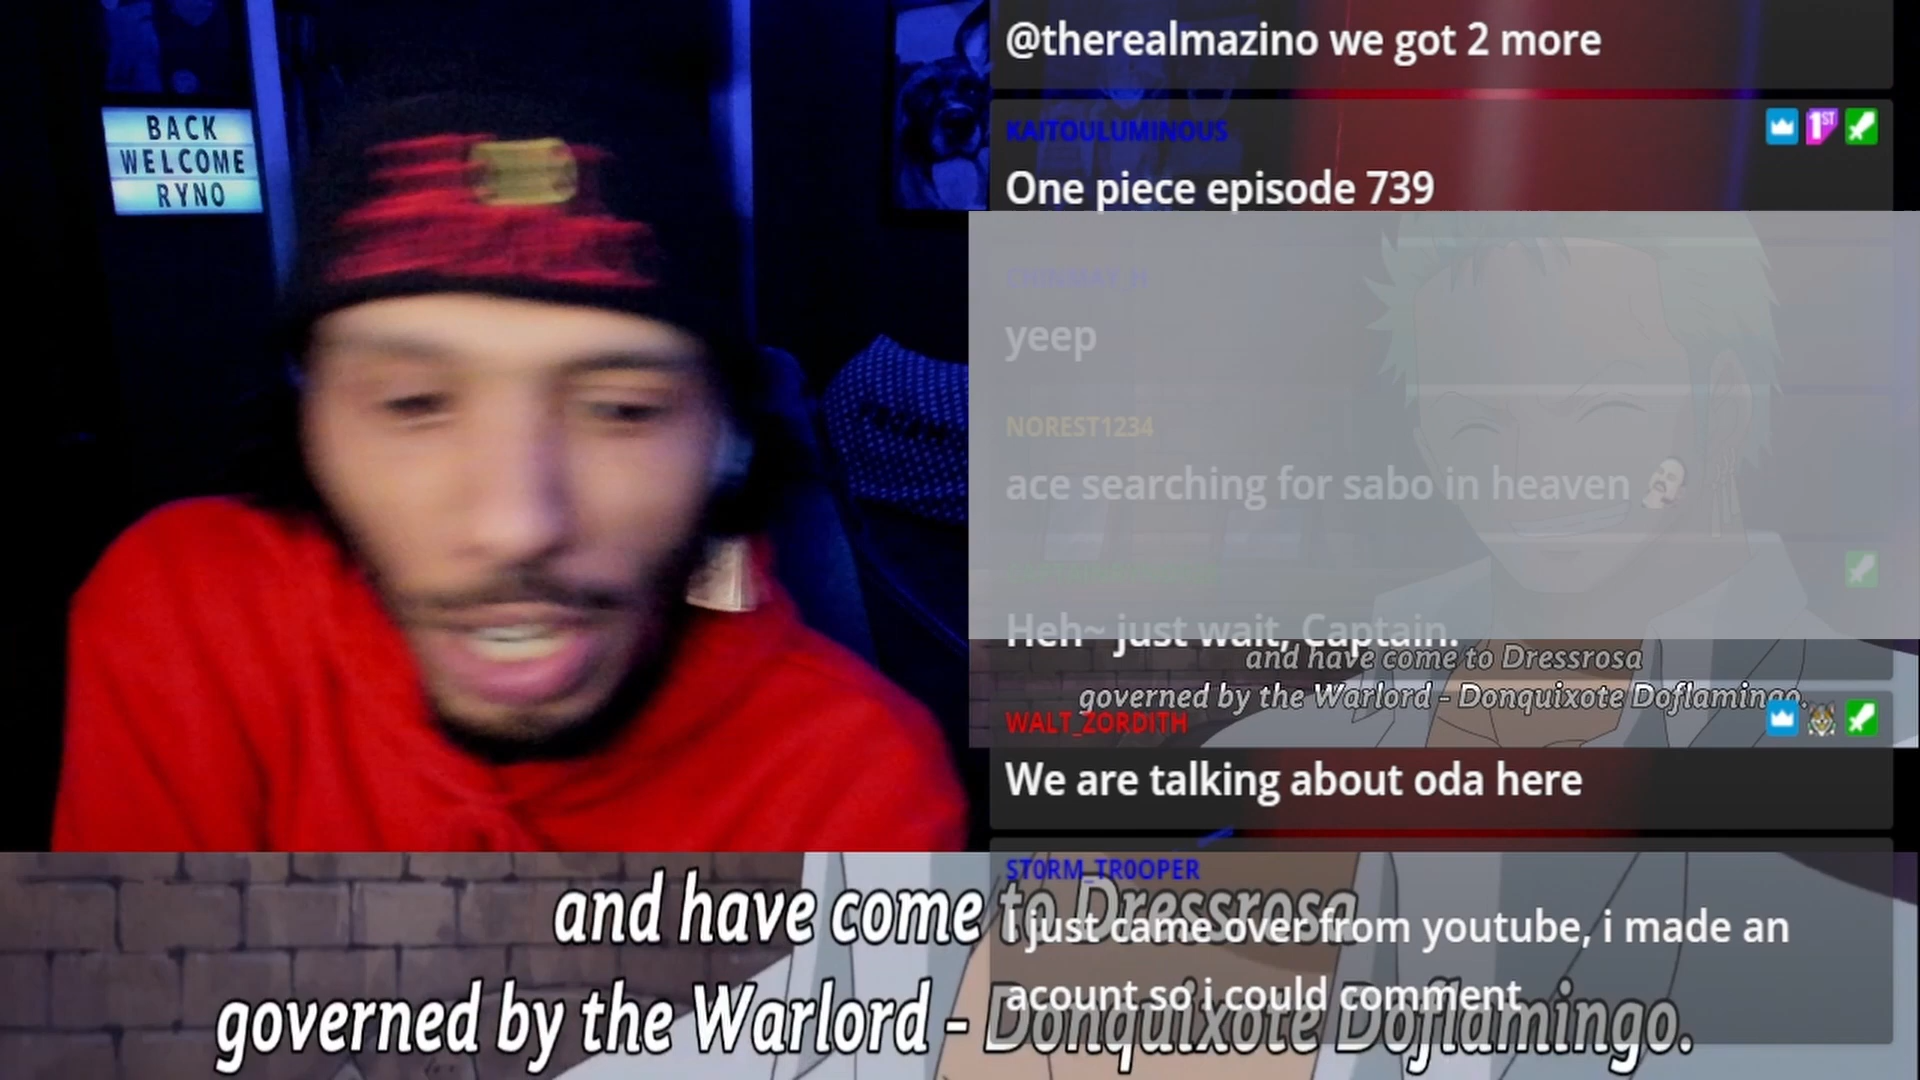 BACK
WELCOME
RYNO
@therealmazino we got 2 more
KAITOULUMINOUS
1ST
One piece episode 739
yeep
NOREST1234
ace searching for sabo in heaven
Heh~ just wait, Captain.
and have come to Dressrosa
governed by the Warlord - Donquixote Doflamingo.
WALT_ZORDITH
We are talking about oda here
ST0RM_TR0OPER
I just came over from youtube, i made an
acount so i could comment
and have come to Dressrosa
governed by the Warlord - Donquixote Doflamingo.